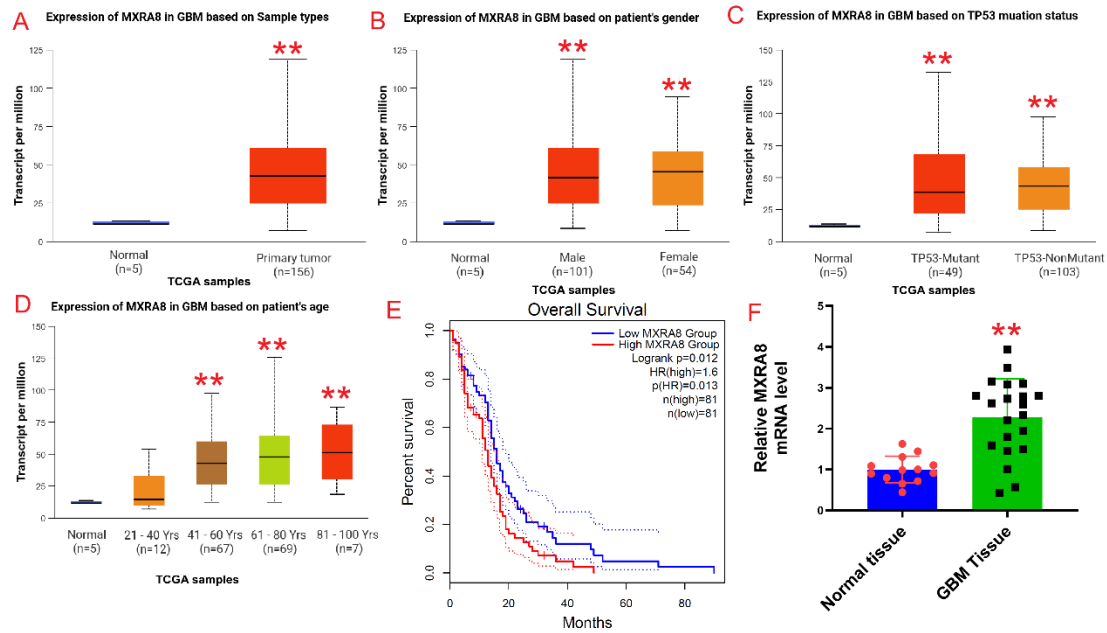 A
Expression of MXRA8 in GBM based on Sample types
Transcript per million
125
100
75
50
25
0
Normal
(n=5)
Primary tumor
(n=156)
TCGA samples
**
B
Expression of MXRA8 in GBM based on patient's gender
Transcript per million
125
100
75
50
25
0
Normal
(n=5)
Male
(n=101)
Female
(n=54)
TCGA samples
**
**
C
Expression of MXRA8 in GBM based on TP53 muation status
Transcript per million
150
125
100
75
50
25
0
Normal
(n=5)
TP53-Mutant
(n=49)
TP53-NonMutant
(n=103)
TCGA samples
**
**
D
Expression of MXRA8 in GBM based on patient's age
Transcript per million
150
125
100
75
50
25
0
Normal
(n=5)
21 - 40 Yrs
(n=12)
41 - 60 Yrs
(n=67)
61 - 80 Yrs
(n=69)
81 - 100 Yrs
(n=7)
TCGA samples
**
**
**
E
Overall Survival
Low MXRA8 Group
High MXRA8 Group
Logrank p=0.012
HR(high)=1.6
p(HR)=0.013
n(high)=81
n(low)=81
Percent survival
1.0
0.8
0.6
0.4
0.2
0.0
0 20 40 60 80
Months
F
Relative MXRA8
mRNA level
5
4
3
2
1
0
**
Normal tissue
GBM Tissue